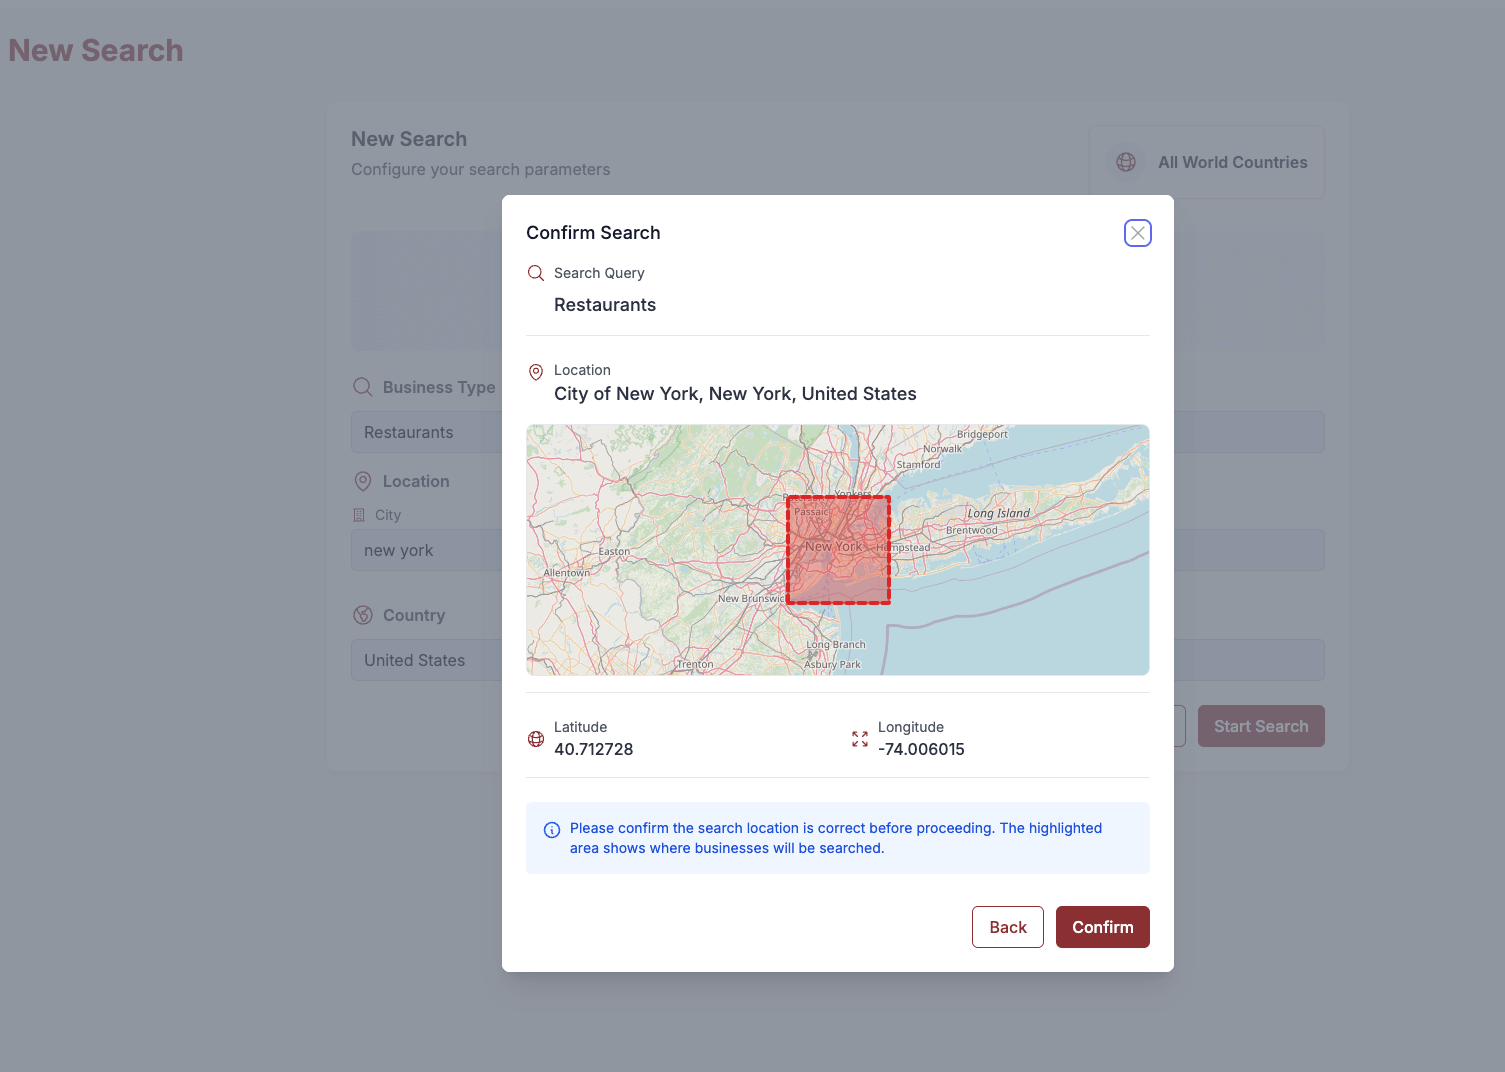 New Search
New Search
Configure your search parameters
All World Countries
Confirm Search
Search Query
Restaurants
Location
City of New York, New York, United States
Bridgeport
Norwalk
Stamford
Yonkers
Passaic
Long Island
Brentwood
New York
Hempstead
Easton
Allentown
New Brunswic
Long Branch
Trenton
Asbury Park
Latitude
40.712728
Longitude
-74.006015
Please confirm the search location is correct before proceeding. The highlighted
area shows where businesses will be searched.
Back
Confirm
Business Type
Restaurants
Location
City
new york
Country
United States
Start Search